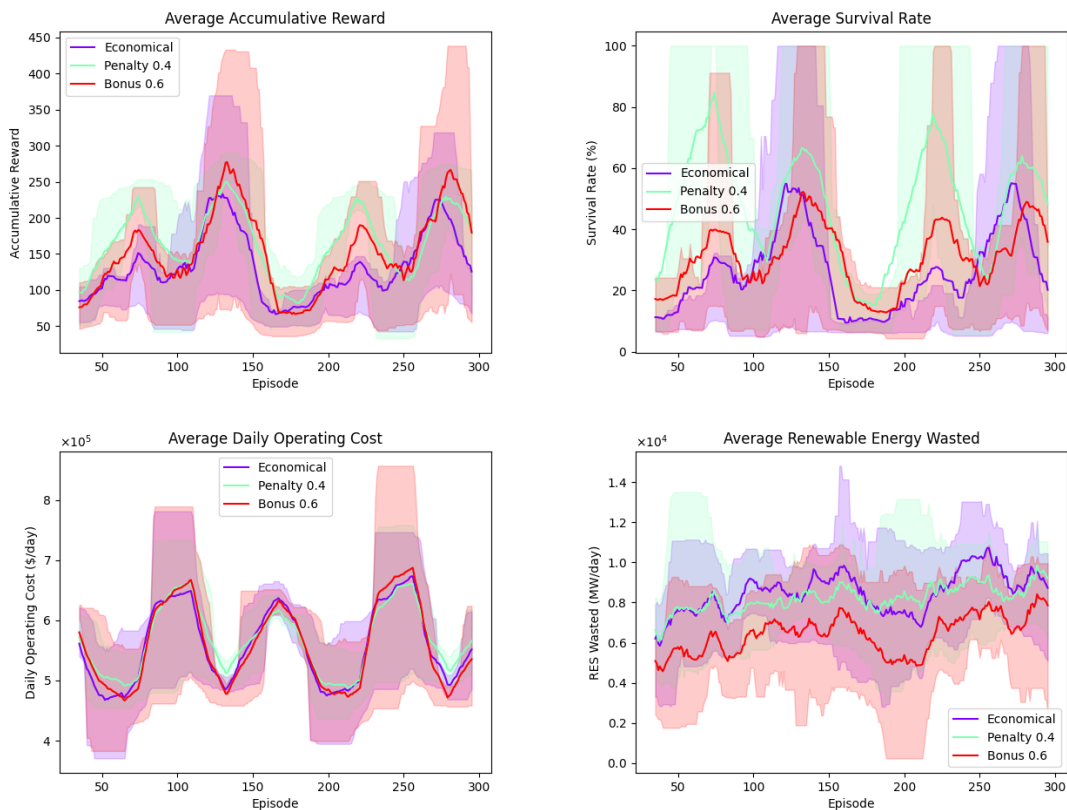 Average Accumulative Reward
450
400
350
300
250
200
150
100
50
Accumulative Reward
Economical
Penalty 0.4
Bonus 0.6
50 100 150 200 250 300
Episode
Average Survival Rate
100
80
60
40
20
0
Survival Rate (%)
Economical
Penalty 0.4
Bonus 0.6
50 100 150 200 250 300
Episode
×10⁵
Average Daily Operating Cost
8
7
6
5
4
Daily Operating Cost ($/day)
Economical
Penalty 0.4
Bonus 0.6
50 100 150 200 250 300
Episode
×10⁴
Average Renewable Energy Wasted
1.4
1.2
1.0
0.8
0.6
0.4
0.2
0.0
RES Wasted (MW/day)
Economical
Penalty 0.4
Bonus 0.6
50 100 150 200 250 300
Episode